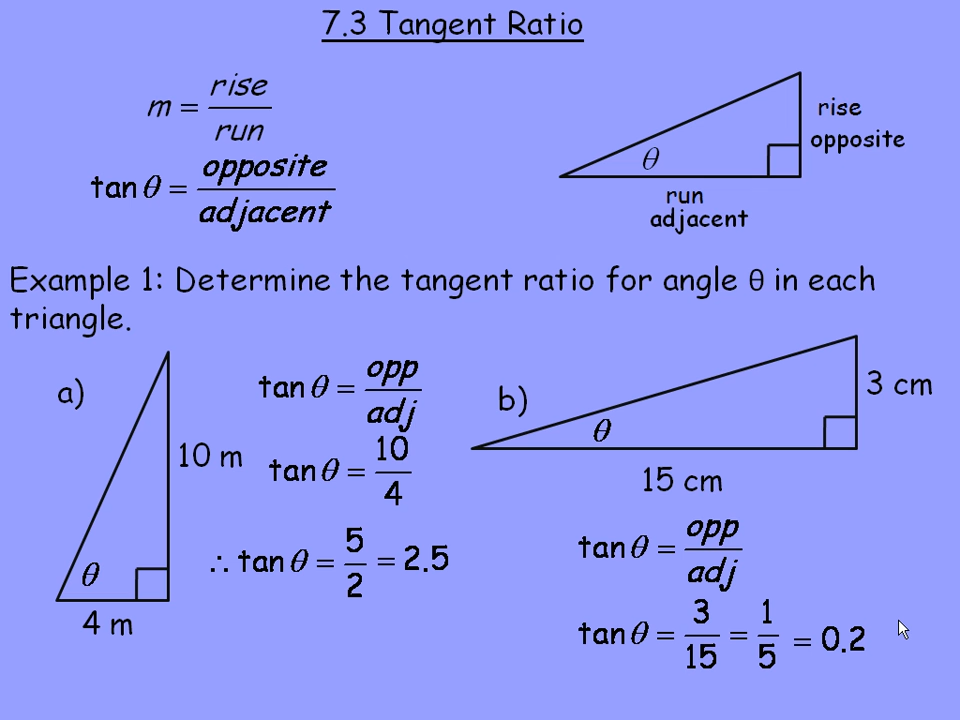 7.3 Tangent Ratio
m = rise/run
tan θ = opposite/adjacent
θ
rise
opposite
run
adjacent
Example 1: Determine the tangent ratio for angle θ in each
triangle.
a)
10 m
θ
4 m
tan θ = opp/adj
tan θ = 10/4
∴ tan θ = 5/2 = 2.5
b)
3 cm
θ
15 cm
tan θ = opp/adj
tan θ = 3/15 = 1/5 = 0.2